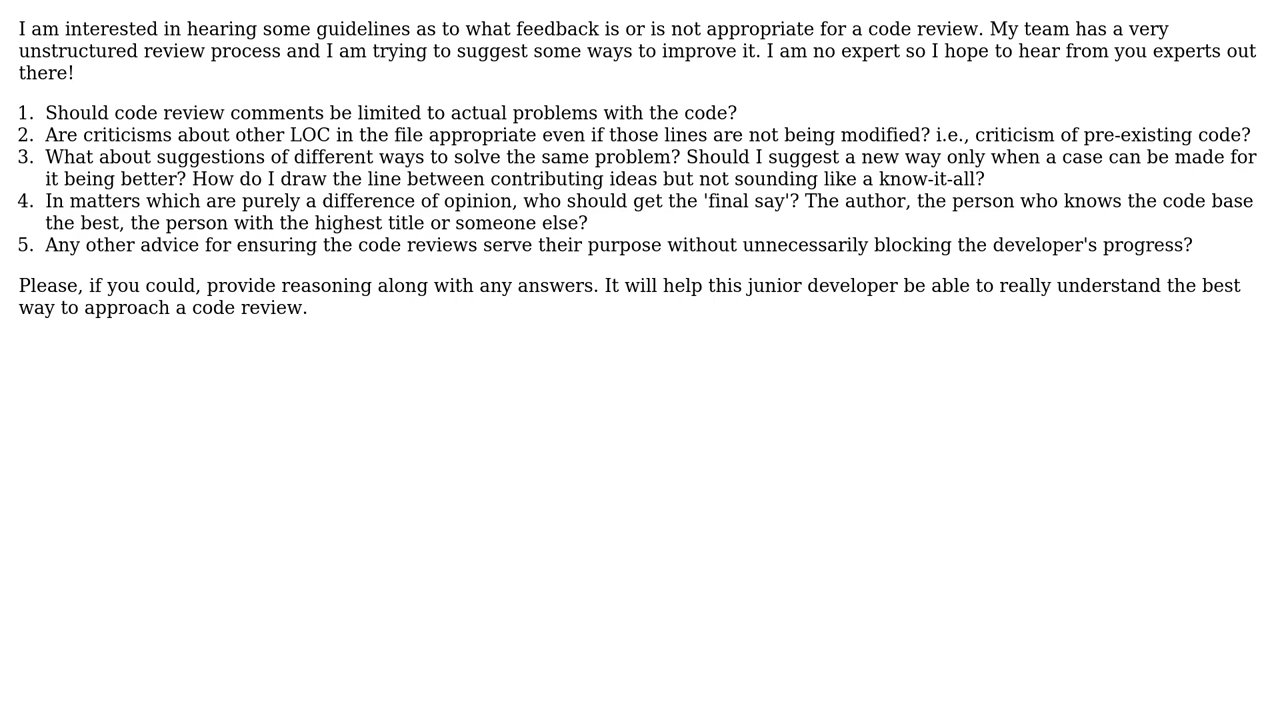 I am interested in hearing some guidelines as to what feedback is or is not appropriate for a code review. My team has a very
unstructured review process and I am trying to suggest some ways to improve it. I am no expert so I hope to hear from you experts out
there!
1. Should code review comments be limited to actual problems with the code?
2. Are criticisms about other LOC in the file appropriate even if those lines are not being modified? i.e., criticism of pre-existing code?
3. What about suggestions of different ways to solve the same problem? Should I suggest a new way only when a case can be made for
it being better? How do I draw the line between contributing ideas but not sounding like a know-it-all?
4. In matters which are purely a difference of opinion, who should get the 'final say'? The author, the person who knows the code base
the best, the person with the highest title or someone else?
5. Any other advice for ensuring the code reviews serve their purpose without unnecessarily blocking the developer's progress?
Please, if you could, provide reasoning along with any answers. It will help this junior developer be able to really understand the best
way to approach a code review.